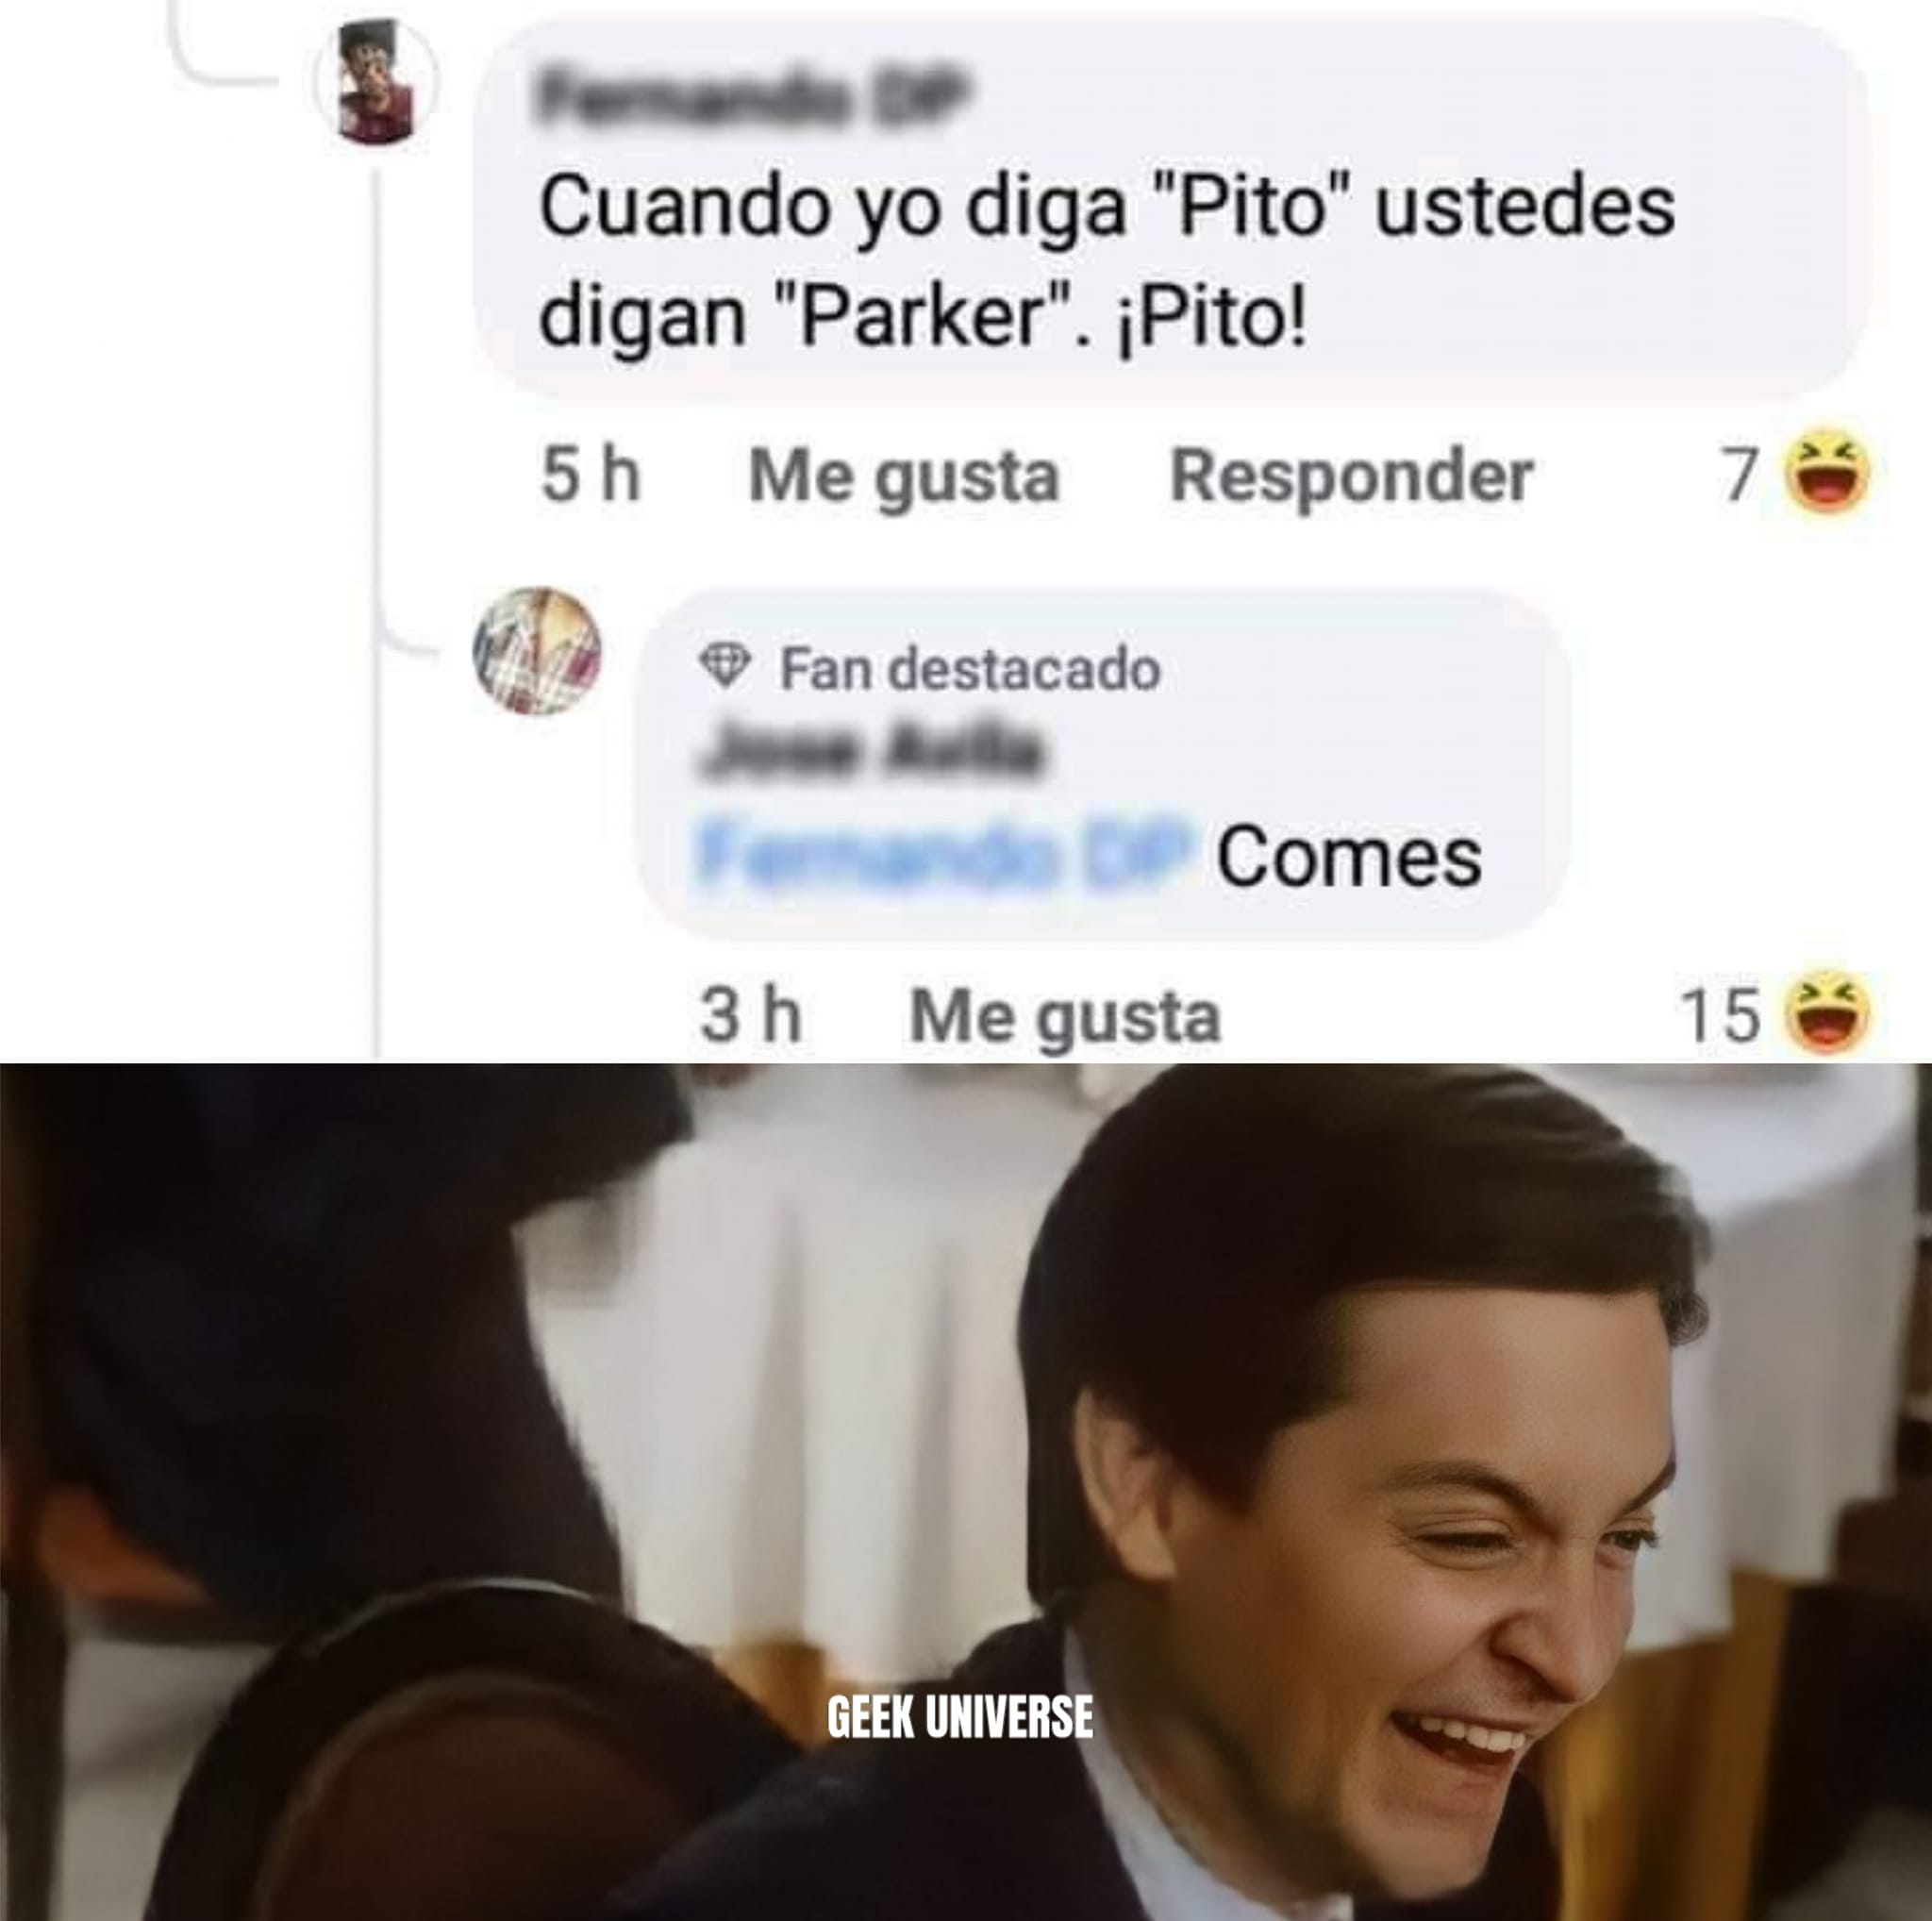 Cuando yo diga "Pito" ustedes
digan "Parker". ¡Pito!
5 h Me gusta Responder 7
Fan destacado
Comes
3 h Me gusta 15
GEEK UNIVERSE